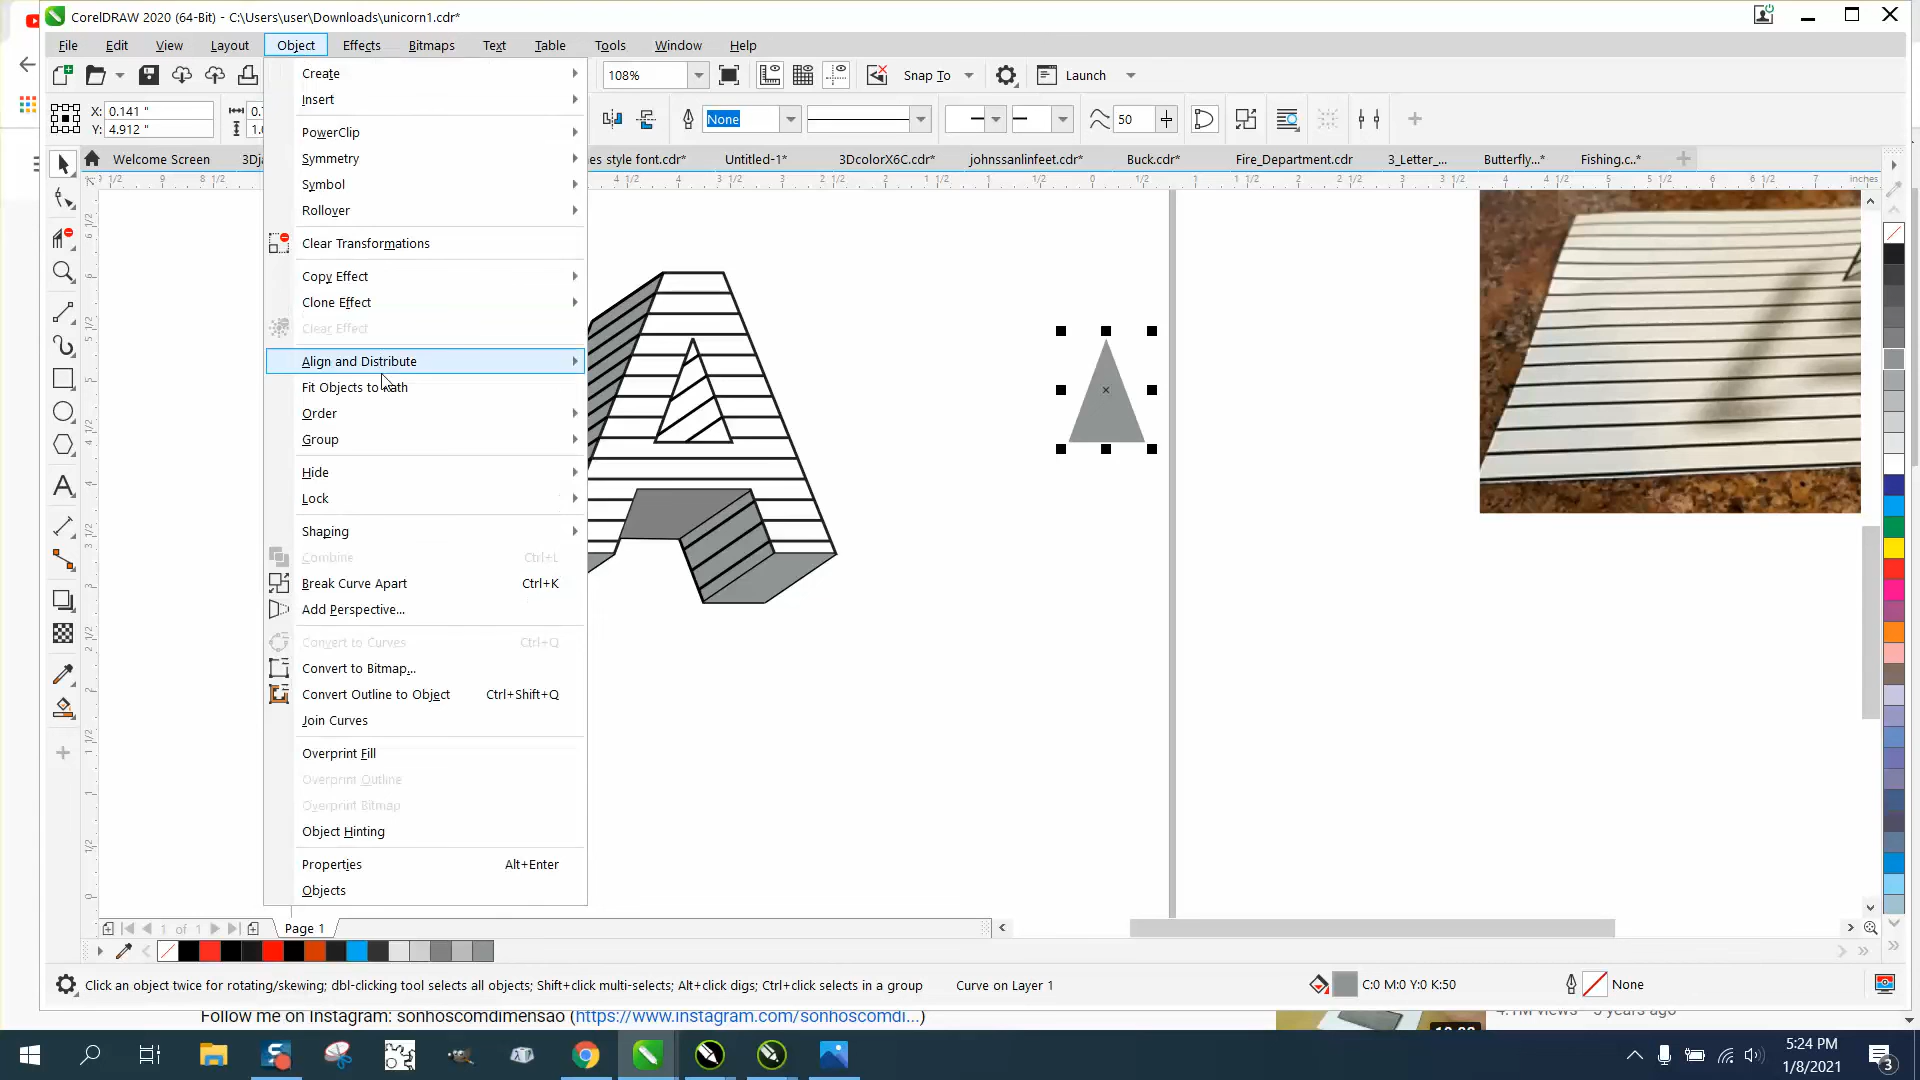 CorelDRAW 2020 (64-Bit) - C:\Users\user\Downloads\unicorn1.cdr*
File Edit View Layout Object Effects Bitmaps Text Table Tools Window Help
108% Snap To Launch
X: 0.141 "
Y: 4.912 "
None 50
Welcome Screen es style font.cdr* Untitled-1* 3DcolorX6C.cdr* johnssanlinfeet.cdr* Buck.cdr* Fire_Department.cdr 3_Letter_... Butterfly...* Fishing.c..*
inches
Create
Insert
PowerClip
Symmetry
Symbol
Rollover
Clear Transformations
Copy Effect
Clone Effect
Clear Effect
Align and Distribute
Fit Objects to Path
Order
Group
Hide
Lock
Shaping
Combine Ctrl+L
Break Curve Apart Ctrl+K
Add Perspective...
Convert to Curves Ctrl+Q
Convert to Bitmap...
Convert Outline to Object Ctrl+Shift+Q
Join Curves
Overprint Fill
Overprint Outline
Overprint Bitmap
Object Hinting
Properties Alt+Enter
Objects
1 of 1 Page 1
Click an object twice for rotating/skewing; dbl-clicking tool selects all objects; Shift+click multi-selects; Alt+click digs; Ctrl+click selects in a group Curve on Layer 1 C:0 M:0 Y:0 K:50 None
Follow me on Instagram: sonhoscomdimensao (https://www.instagram.com/sonhoscomdi...)
5:24 PM
1/8/2021
3